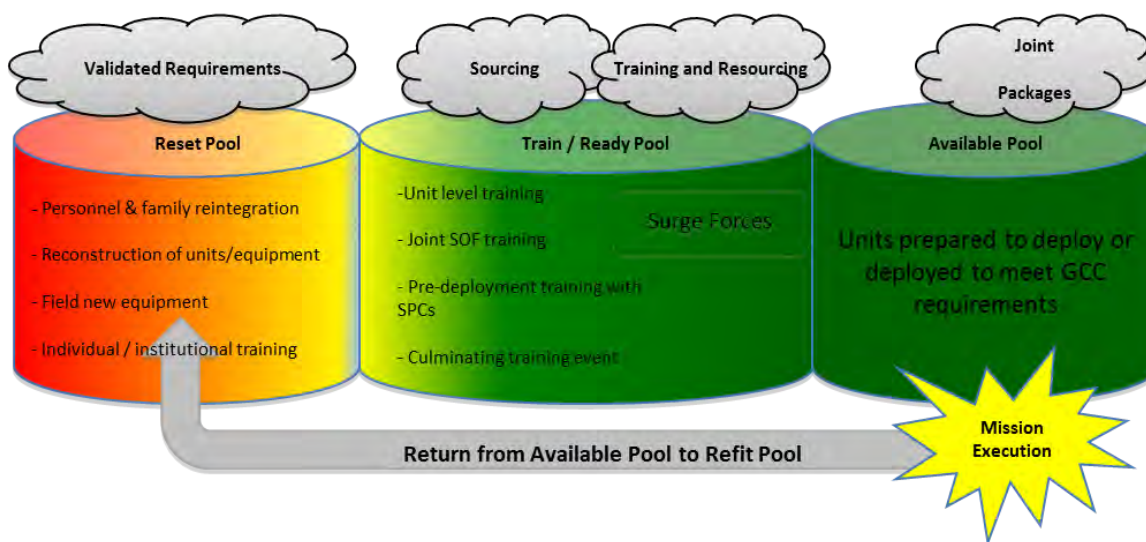 Validated Requirements
Sourcing
Training and Resourcing
Joint
Packages
Reset Pool
- Personnel & family reintegration
- Reconstruction of units/equipment
- Field new equipment
- Individual / institutional training
Train / Ready Pool
-Unit level training
- Joint SOF training
- Pre-deployment training with
SPCs
- Culminating training event
Surge Forces
Available Pool
Units prepared to deploy or
deployed to meet GCC
requirements
Mission
Execution
Return from Available Pool to Refit Pool